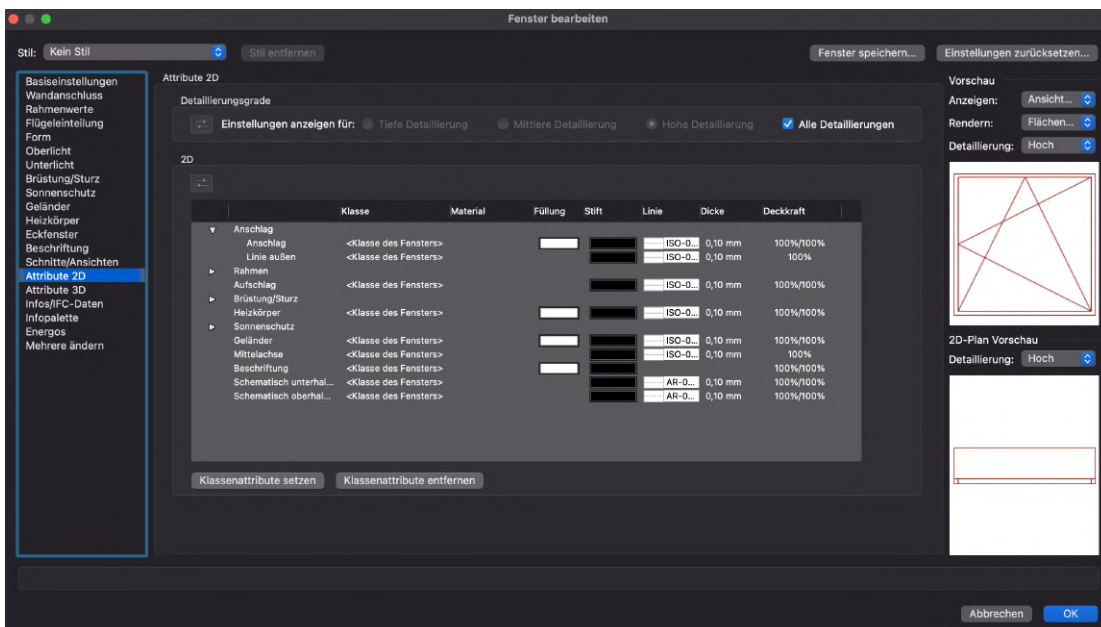 Fenster bearbeiten
Stil: Kein Stil Stil entfernen Fenster speichern... Einstellungen zurücksetzen...
Basiseinstellungen
Wandanschluss
Rahmenwerte
Flügeleinteilung
Form
Oberlicht
Unterlicht
Brüstung/Sturz
Sonnenschutz
Geländer
Heizkörper
Eckfenster
Beschriftung
Schnitte/Ansichten
Attribute 2D
Attribute 3D
Infos/IFC-Daten
Infopalette
Energos
Mehrere ändern
Attribute 2D
Detaillierungsgrade
Einstellungen anzeigen für: Tiefe Detaillierung Mittlere Detaillierung Hohe Detaillierung Alle Detaillierungen
2D
Klasse Material Füllung Stift Linie Dicke Deckkraft
Anschlag
Anschlag <Klasse des Fensters> ISO-0... 0,10 mm 100%/100%
Linie außen <Klasse des Fensters> ISO-0... 0,10 mm 100%
Rahmen
Aufschlag <Klasse des Fensters> ISO-0... 0,10 mm 100%/100%
Brüstung/Sturz
Heizkörper <Klasse des Fensters> ISO-0... 0,10 mm 100%/100%
Sonnenschutz
Geländer <Klasse des Fensters> ISO-0... 0,10 mm 100%/100%
Mittelachse <Klasse des Fensters> ISO-0... 0,10 mm 100%
Beschriftung <Klasse des Fensters> 100%/100%
Schematisch unterhal... <Klasse des Fensters> AR-0... 0,10 mm 100%/100%
Schematisch oberhal... <Klasse des Fensters> AR-0... 0,10 mm 100%/100%
Klassenattribute setzen Klassenattribute entfernen
Vorschau
Anzeigen: Ansicht...
Rendern: Flächen...
Detaillierung: Hoch
2D-Plan Vorschau
Detaillierung: Hoch
Abbrechen OK